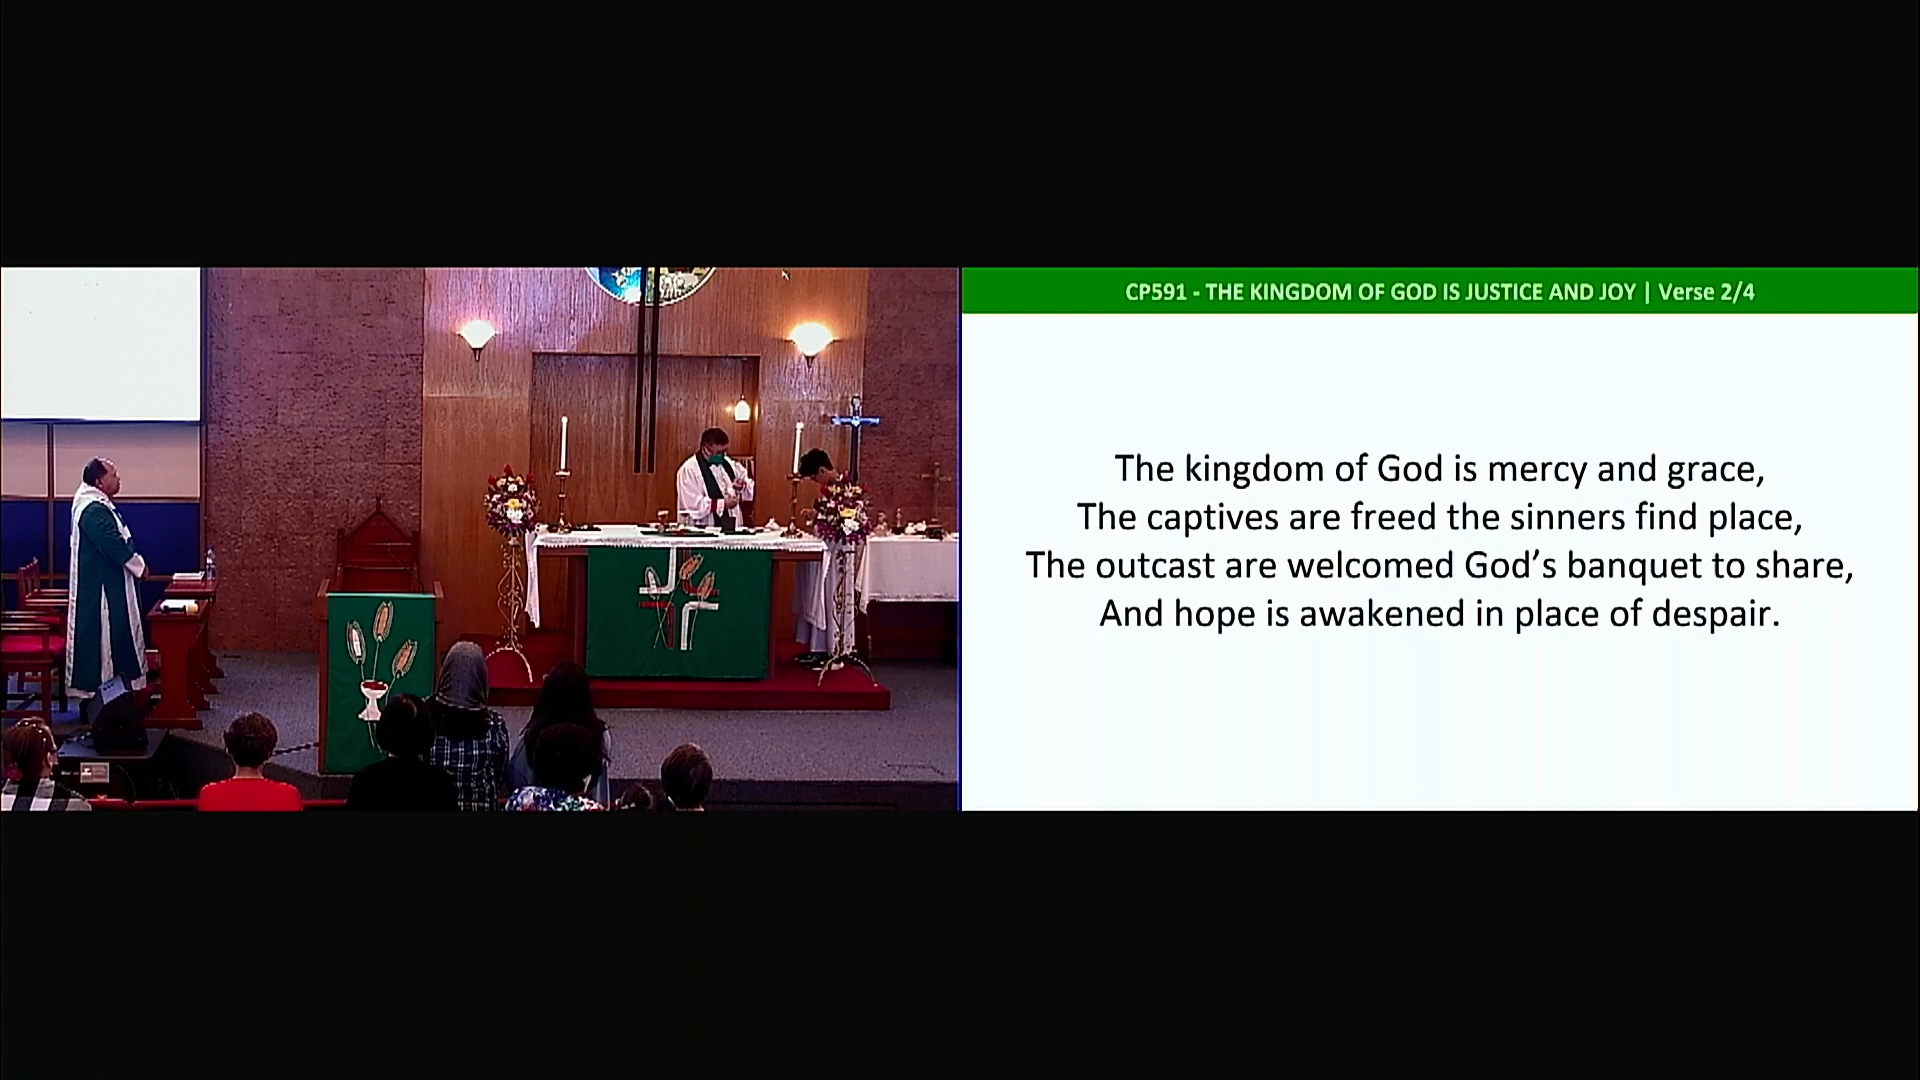 CP591 - THE KINGDOM OF GOD IS JUSTICE AND JOY | Verse 2/4
The kingdom of God is mercy and grace,
The captives are freed the sinners find place,
The outcast are welcomed God’s banquet to share,
And hope is awakened in place of despair.